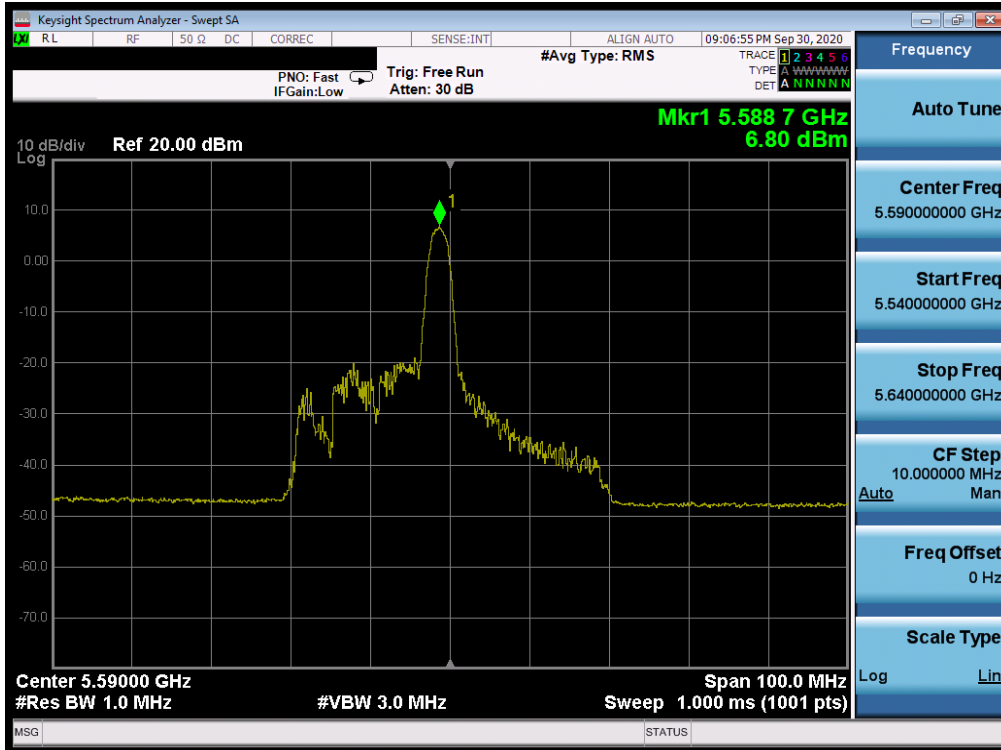 Keysight Spectrum Analyzer - Swept SA
LXI RL RF 50 Ω DC CORREC SENSE:INT ALIGN AUTO 09:06:55 PM Sep 30, 2020
#Avg Type: RMS
TRACE 1 2 3 4 5 6
TYPE A WWWWW
DET A N N N N N
PNO: Fast
IFGain:Low
Trig: Free Run
Atten: 30 dB
Mkr1 5.588 7 GHz
6.80 dBm
10 dB/div
Log
Ref 20.00 dBm
1
10.0
0.00
-10.0
-20.0
-30.0
-40.0
-50.0
-60.0
-70.0
Center 5.59000 GHz
Span 100.0 MHz
#Res BW 1.0 MHz
#VBW 3.0 MHz
Sweep 1.000 ms (1001 pts)
MSG
STATUS
Frequency
Auto Tune
Center Freq
5.590000000 GHz
Start Freq
5.540000000 GHz
Stop Freq
5.640000000 GHz
CF Step
10.000000 MHz
Auto Man
Freq Offset
0 Hz
Scale Type
Log Lin